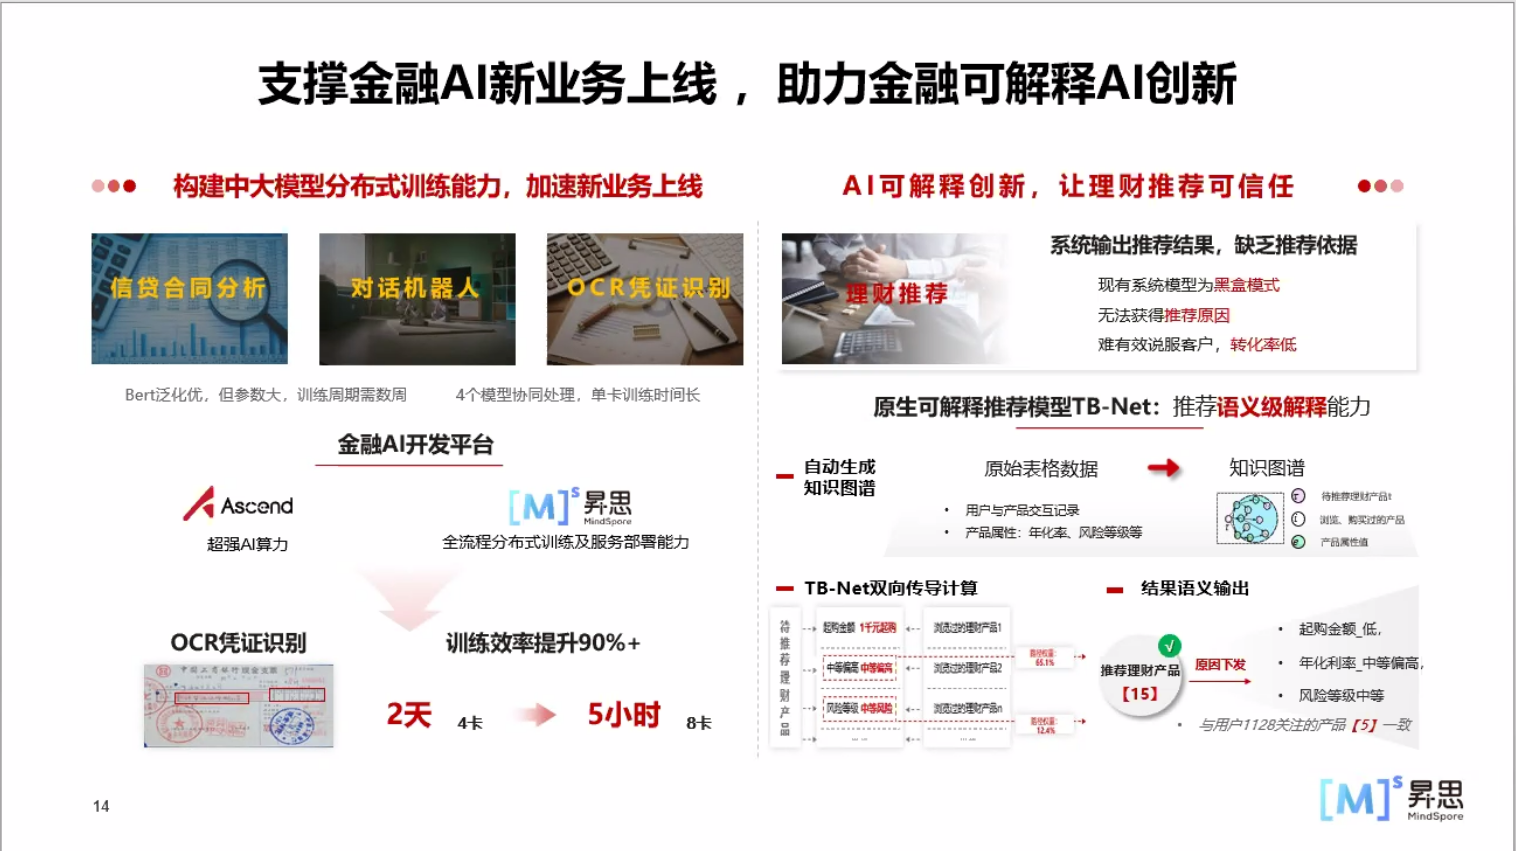 支撑金融AI新业务上线，助力金融可解释AI创新
构建中大模型分布式训练能力，加速新业务上线
信贷合同分析
对话机器人
OCR凭证识别
Bert泛化优，但参数大，训练周期需数周
4个模型协同处理，单卡训练时间长
金融AI开发平台
Ascend
超强AI算力
[M]s 昇思
MindSpore
全流程分布式训练及服务部署能力
OCR凭证识别
训练效率提升90%+
中国工商银行现金支票
2天 4卡
5小时 8卡
AI可解释创新，让理财推荐可信任
理财推荐
系统输出推荐结果，缺乏推荐依据
现有系统模型为黑盒模式
无法获得推荐原因
难有效说服客户，转化率低
原生可解释推荐模型TB-Net：推荐语义级解释能力
自动生成
知识图谱
原始表格数据
知识图谱
• 用户与产品交互记录
• 产品属性：年化率、风险等级等
待推荐理财产品t
浏览、购买过的产品
产品属性值
TB-Net双向传导计算
待推荐理财产品
起购金额 1千元起购
中等偏高 中等偏高
风险等级 中等风险
... ...
浏览过的理财产品1
浏览过的理财产品2
浏览过的理财产品n
... ...
路径权重：
65.1%
路径权重：
12.4%
结果语义输出
√
推荐理财产品
【15】
原因下发
• 起购金额_低，
• 年化利率_中等偏高，
• 风险等级中等
• 与用户1128关注的产品【5】一致
14
[M]s 昇思
MindSpore